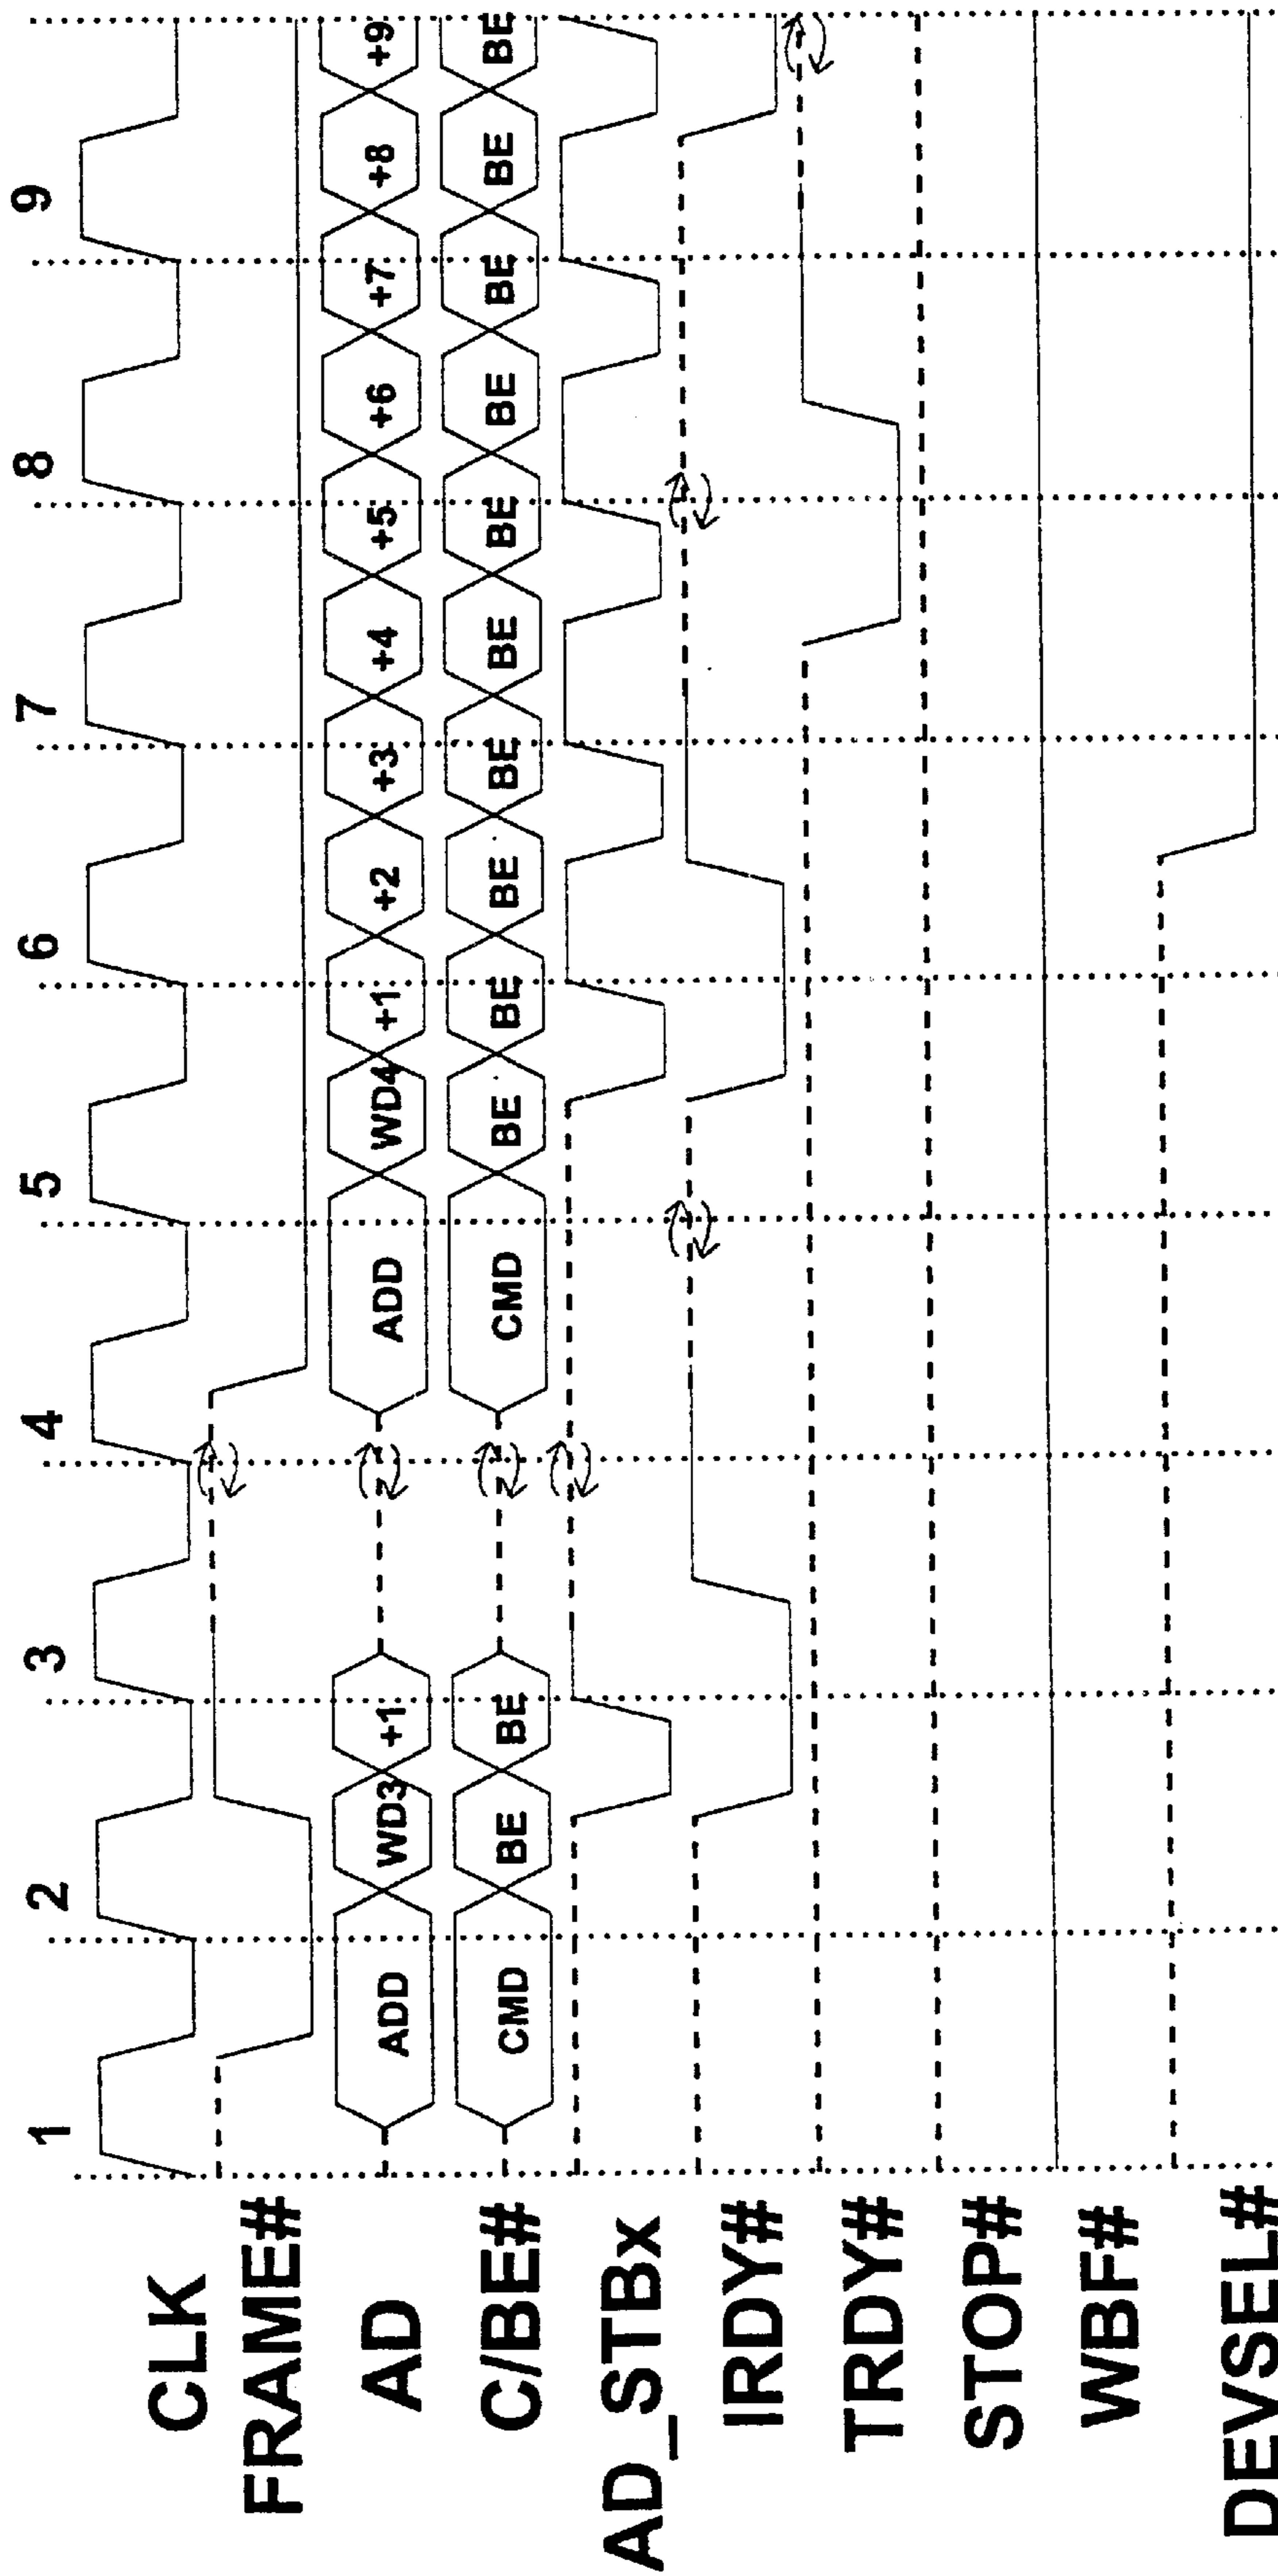 1 2 3 4 5 6 7 8 9
CLK
FRAME#
AD ADD WD3 +1 ADD WD4 +1 +2 +3 +4 +5 +6 +7 +8 +9
C/BE# CMD BE BE CMD BE BE BE BE BE BE BE BE BE BE
AD_STBx
IRDY#
TRDY#
STOP#
WBF#
DEVSEL#